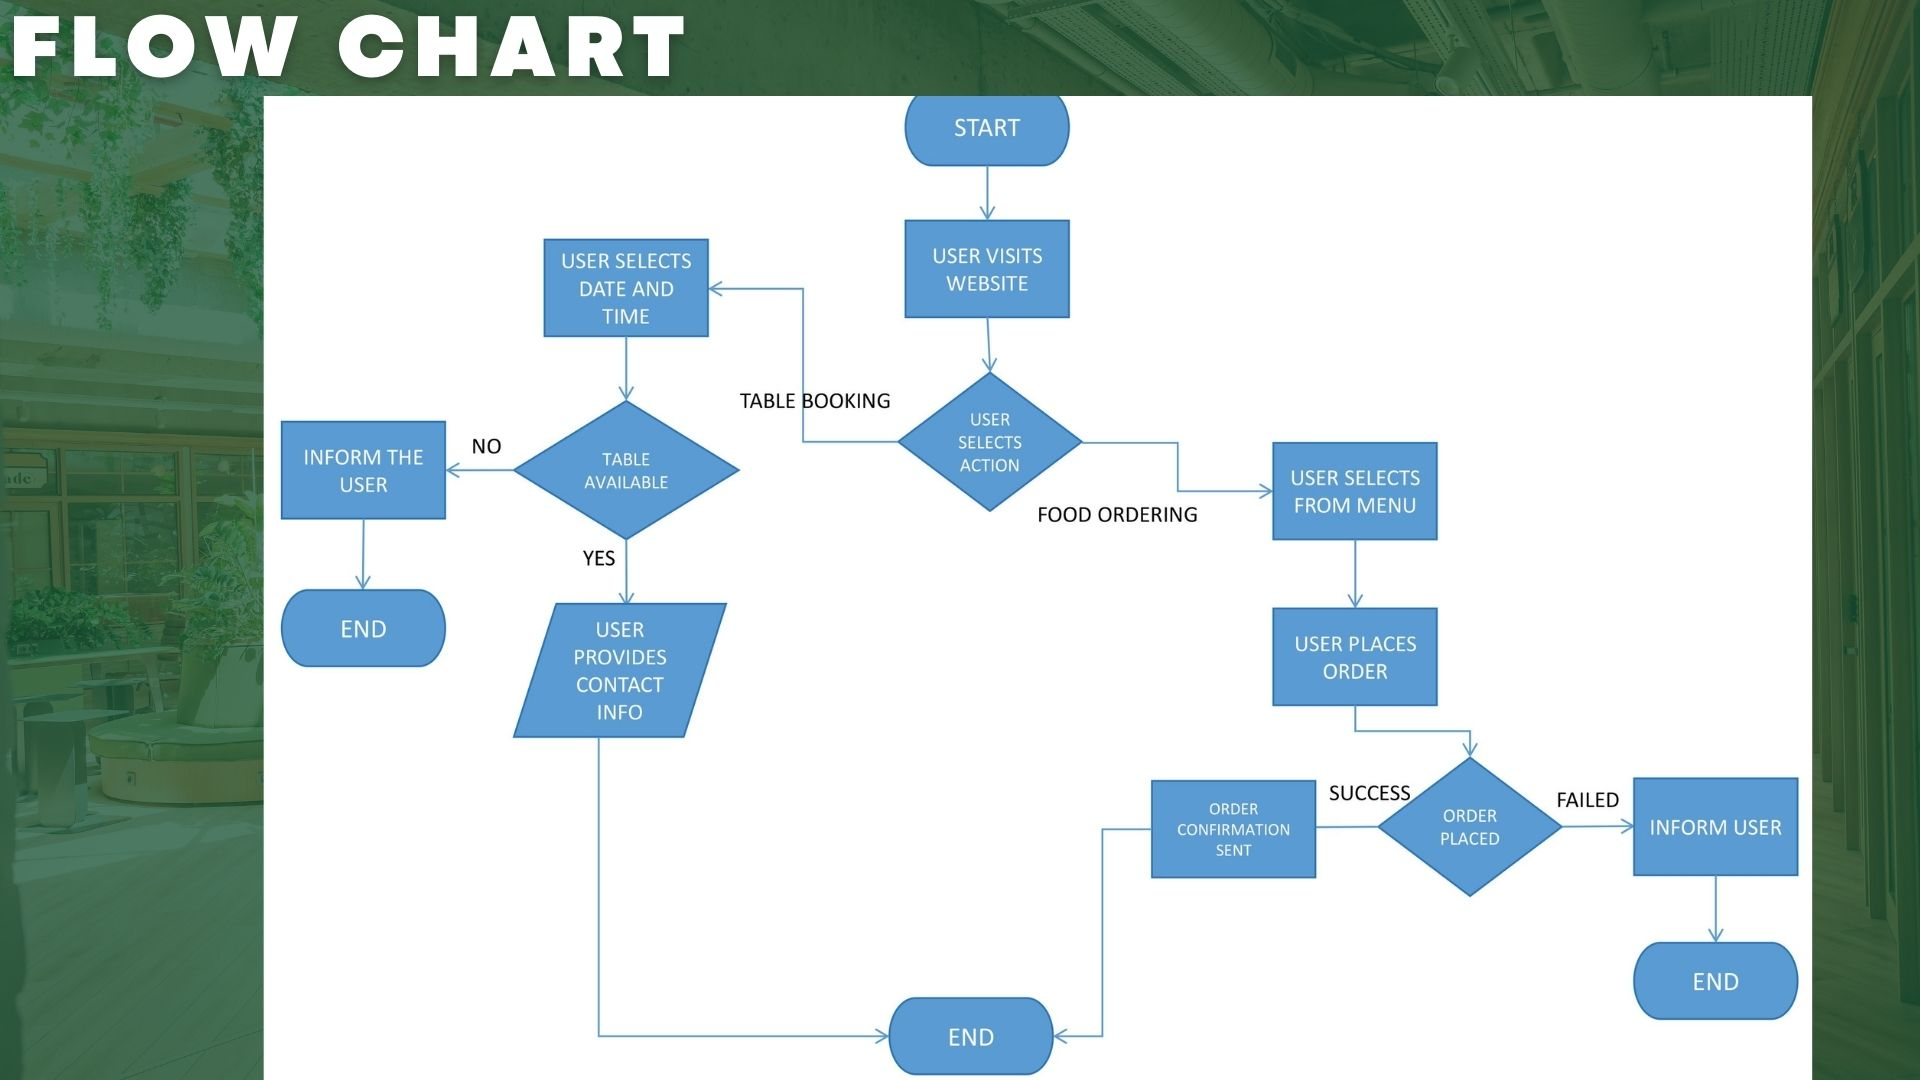 FLOW CHART
START
USER VISITS
WEBSITE
USER SELECTS
DATE AND
TIME
TABLE BOOKING
USER
SELECTS
ACTION
FOOD ORDERING
NO
TABLE
AVAILABLE
INFORM THE
USER
END
YES
USER
PROVIDES
CONTACT
INFO
USER SELECTS
FROM MENU
USER PLACES
ORDER
ORDER
PLACED
SUCCESS
FAILED
ORDER
CONFIRMATION
SENT
INFORM USER
END
END